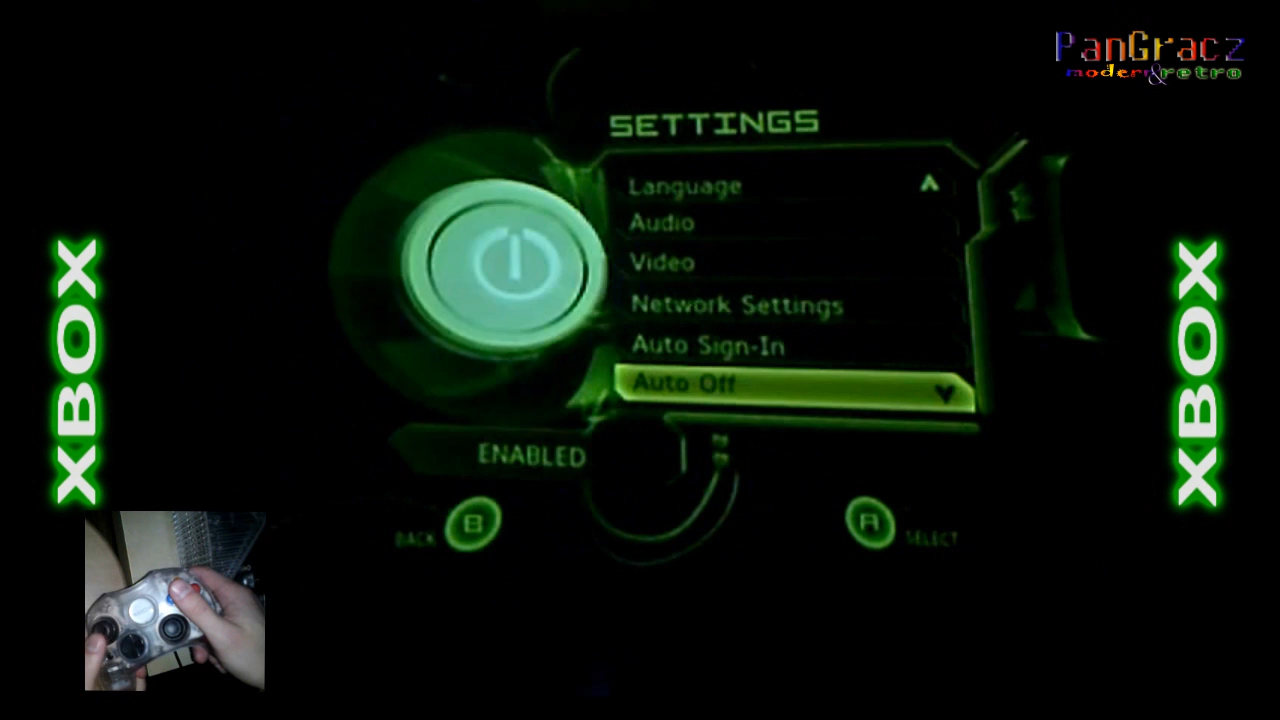 PanGracz
modern&retro
SETTINGS
Language
Audio
Video
Network Settings
Auto Sign-In
Auto Off
ENABLED
BACK B
A SELECT
XBOX
XBOX